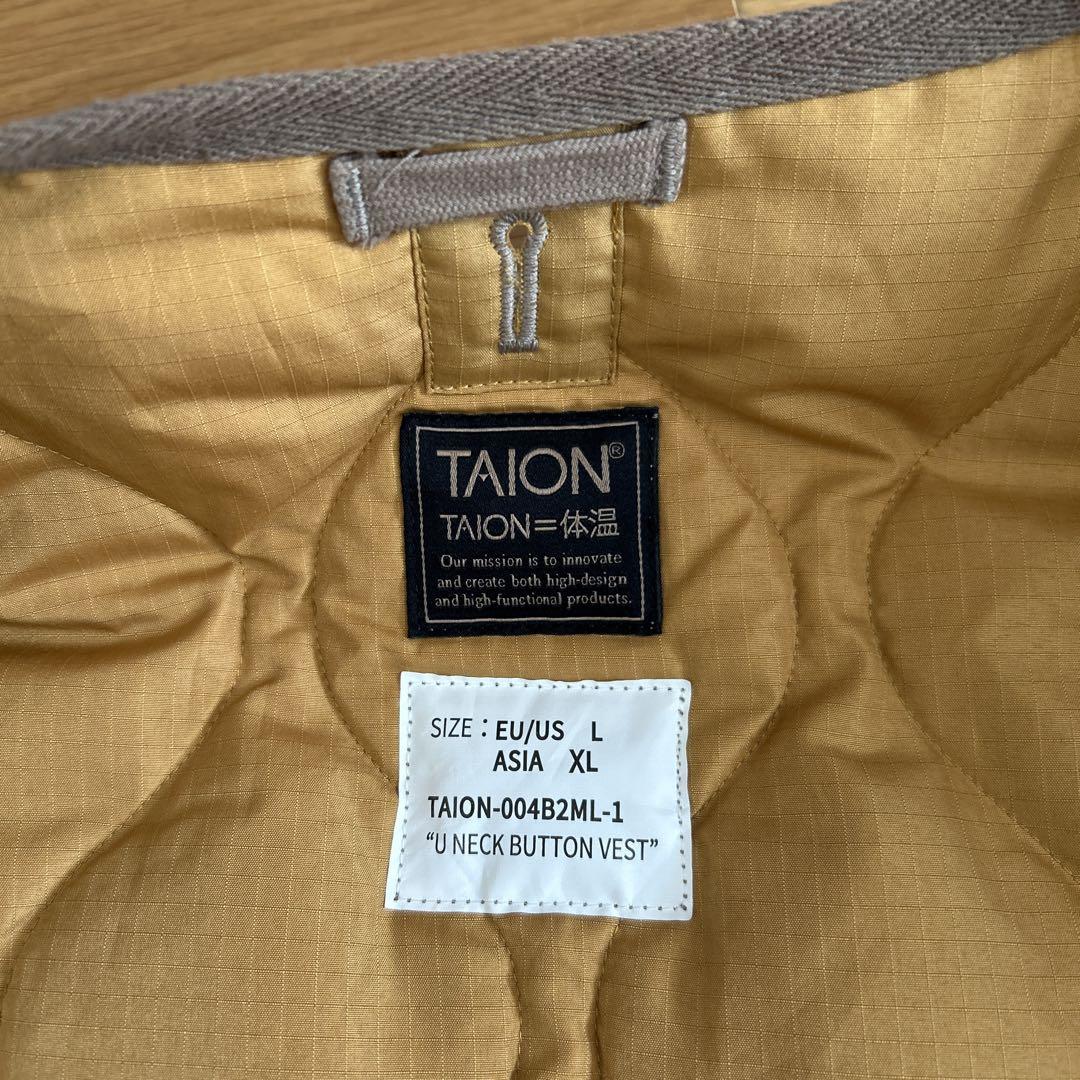 TAION®
TAION=体温
Our mission is to innovate
and create both high-design
and high-functional products.
SIZE : EU/US L
ASIA XL
TAION-004B2ML-1
“U NECK BUTTON VEST”